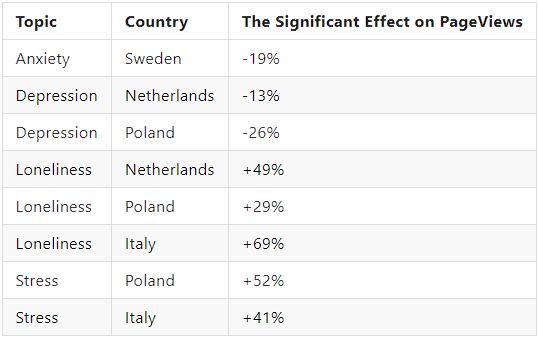 Topic Country The Significant Effect on PageViews
Anxiety Sweden -19%
Depression Netherlands -13%
Depression Poland -26%
Loneliness Netherlands +49%
Loneliness Poland +29%
Loneliness Italy +69%
Stress Poland +52%
Stress Italy +41%